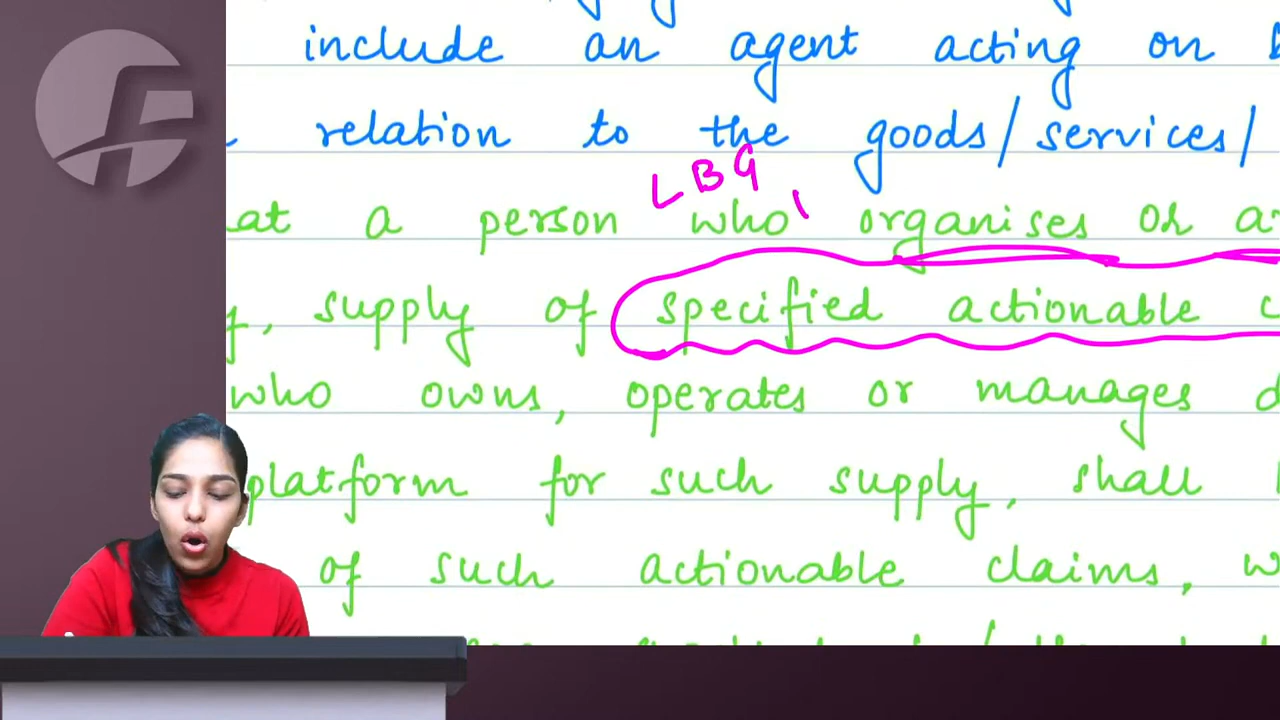 include an agent acting on
relation to the goods/services/
LBG
at a person who organises or
supply of specified actionable
who owns, operates or manages
platform for such supply, shall
of such actionable claims,